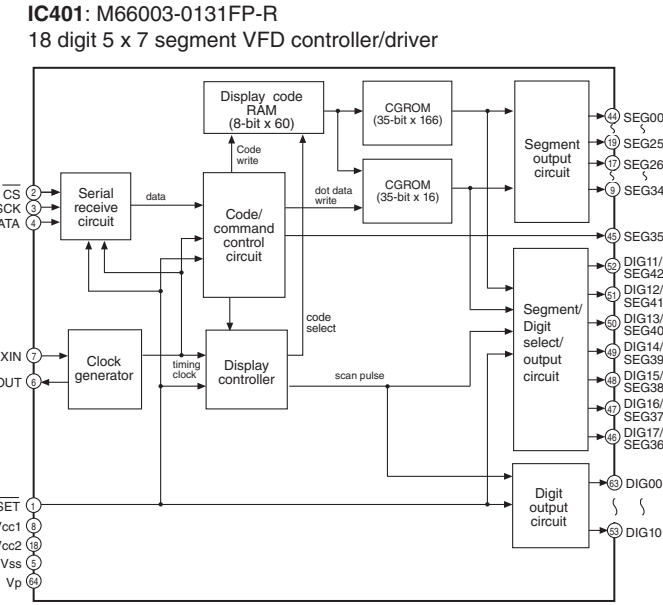 IC401: M66003-0131FP-R
18 digit 5 x 7 segment VFD controller/driver
Display code
RAM
(8-bit x 60)
CGROM
(35-bit x 166)
Segment
output
circuit
44 SEG00
19 SEG25
17 SEG26
9 SEG34
Code
write
CS 2
SCK 3
ATA 4
Serial
receive
circuit
data
Code/
command
control
circuit
dot data
write
CGROM
(35-bit x 16)
45 SEG35
52 DIG11/
SEG42
51 DIG12/
SEG41
50 DIG13/
SEG40
49 DIG14/
SEG39
48 DIG15/
SEG38
47 DIG16/
SEG37
46 DIG17/
SEG36
Segment/
Digit
select/
output
circuit
code
select
XIN 7
OUT 6
Clock
generator
timing
clock
Display
controller
scan pulse
SET 1
Vcc1 8
Vcc2 18
Vss 5
Vp 64
Digit
output
circuit
63 DIG00
53 DIG10